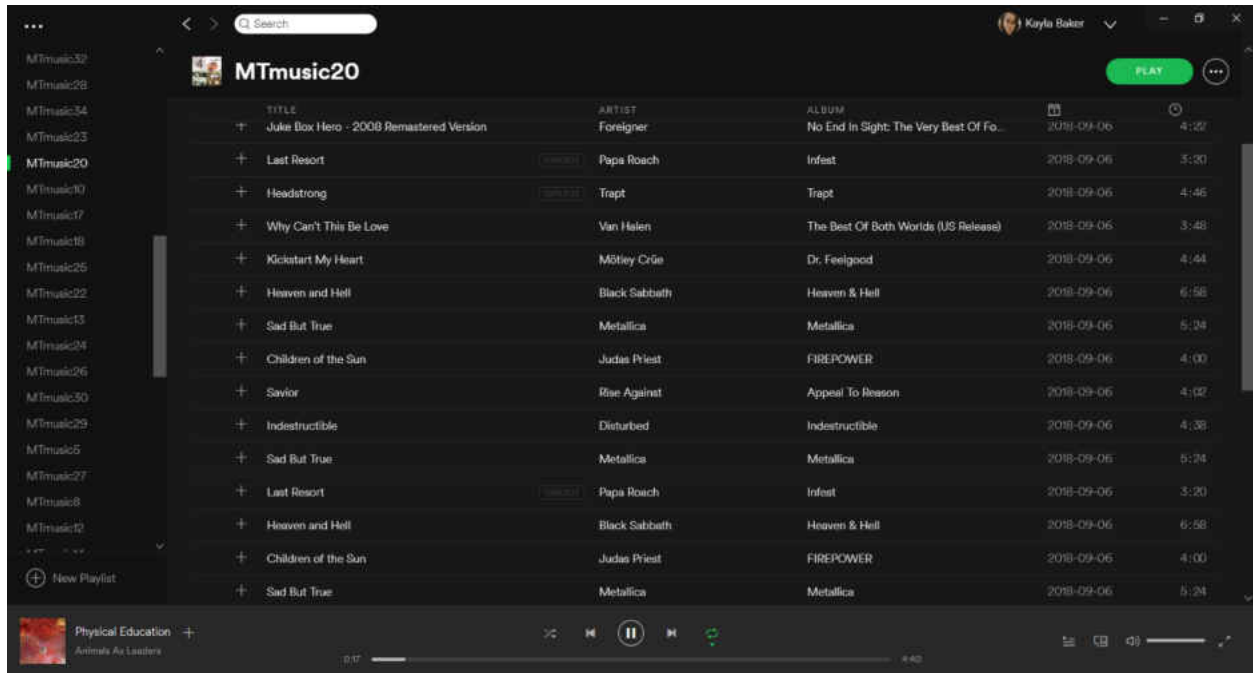 Search
Kayla Baker
MTmusic32
MTmusic28
MTmusic34
MTmusic23
MTmusic20
MTmusic10
MTmusic17
MTmusic18
MTmusic25
MTmusic22
MTmusic13
MTmusic24
MTmusic26
MTmusic30
MTmusic29
MTmusic5
MTmusic27
MTmusic8
MTmusic12
New Playlist
MTmusic20
PLAY
TITLE ARTIST ALBUM
Juke Box Hero - 2008 Remastered Version Foreigner No End In Sight: The Very Best Of Fo... 2018-09-06 4:22
Last Resort Papa Roach Infest 2018-09-06 3:20
Headstrong Trapt Trapt 2018-09-06 4:46
Why Can't This Be Love Van Halen The Best Of Both Worlds (US Release) 2018-09-06 3:48
Kickstart My Heart Mötley Crüe Dr. Feelgood 2018-09-06 4:44
Heaven and Hell Black Sabbath Heaven & Hell 2018-09-06 6:58
Sad But True Metallica Metallica 2018-09-06 5:24
Children of the Sun Judas Priest FIREPOWER 2018-09-06 4:00
Savior Rise Against Appeal To Reason 2018-09-06 4:02
Indestructible Disturbed Indestructible 2018-09-06 4:38
Sad But True Metallica Metallica 2018-09-06 5:24
Last Resort Papa Roach Infest 2018-09-06 3:20
Heaven and Hell Black Sabbath Heaven & Hell 2018-09-06 6:58
Children of the Sun Judas Priest FIREPOWER 2018-09-06 4:00
Sad But True Metallica Metallica 2018-09-06 5:24
Physical Education
Animals As Leaders
0:17 4:40